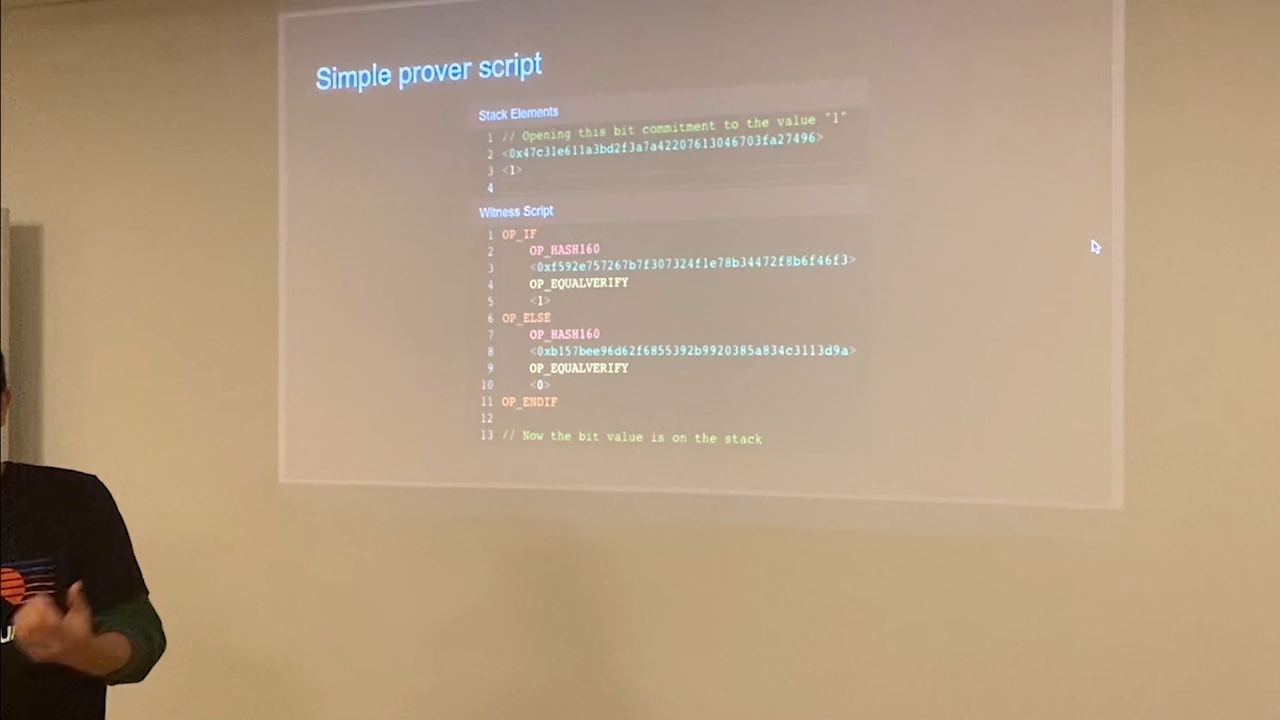 Simple prover script
Stack Elements
1 // Opening this bit commitment to the value "1"
2 <0x47c31e611a3bd2f3a7a42207613046703fa27496>
3 <1>
4
Witness Script
1 OP_IF
2 OP_HASH160
3 <0xf592e757267b7f307324f1e78b34472f8b6f46f3>
4 OP_EQUALVERIFY
5 <1>
6 OP_ELSE
7 OP_HASH160
8 <0xb157bee96d62f6855392b9920385a834c3113d9a>
9 OP_EQUALVERIFY
10 <0>
11 OP_ENDIF
12
13 // Now the bit value is on the stack